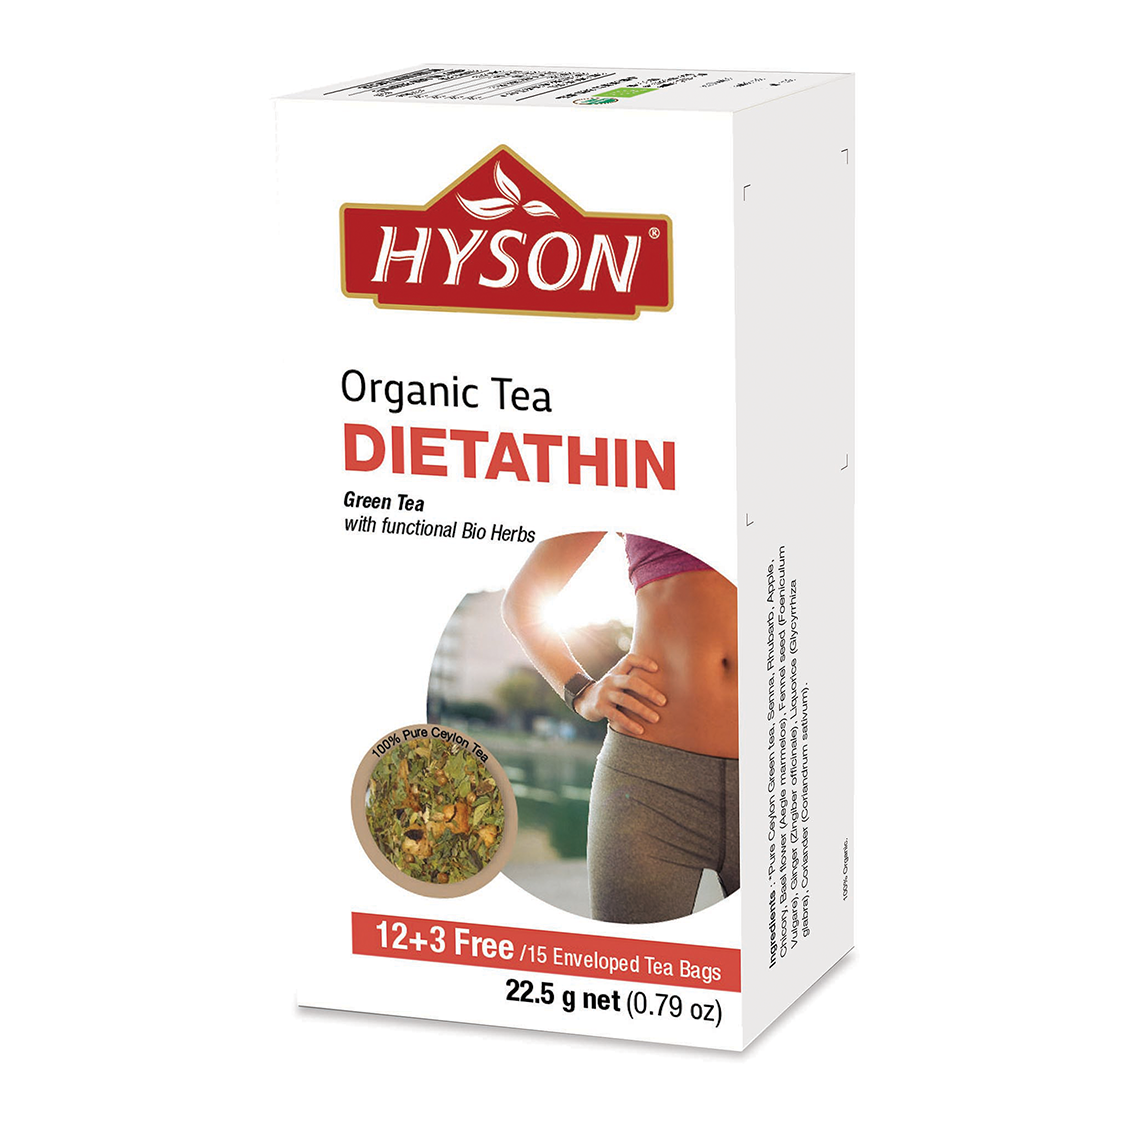 HYSON®
Organic Tea
DIETATHIN
Green Tea
with functional Bio Herbs
100% Pure Ceylon Tea
12+3 Free /15 Enveloped Tea Bags
22.5 g net (0.79 oz)
Ingredients : *Pure Ceylon Green tea, Senna, Rhubarb, Apple,
Chicory, Bael flower (Aegle marmelos), Fennel seed (Foeniculum
Vulgare), Ginger (Zingiber officinale), Liquorice (Glycyrrhiza
glabra), Coriander (Coriandrum sativum).
100% Organic.